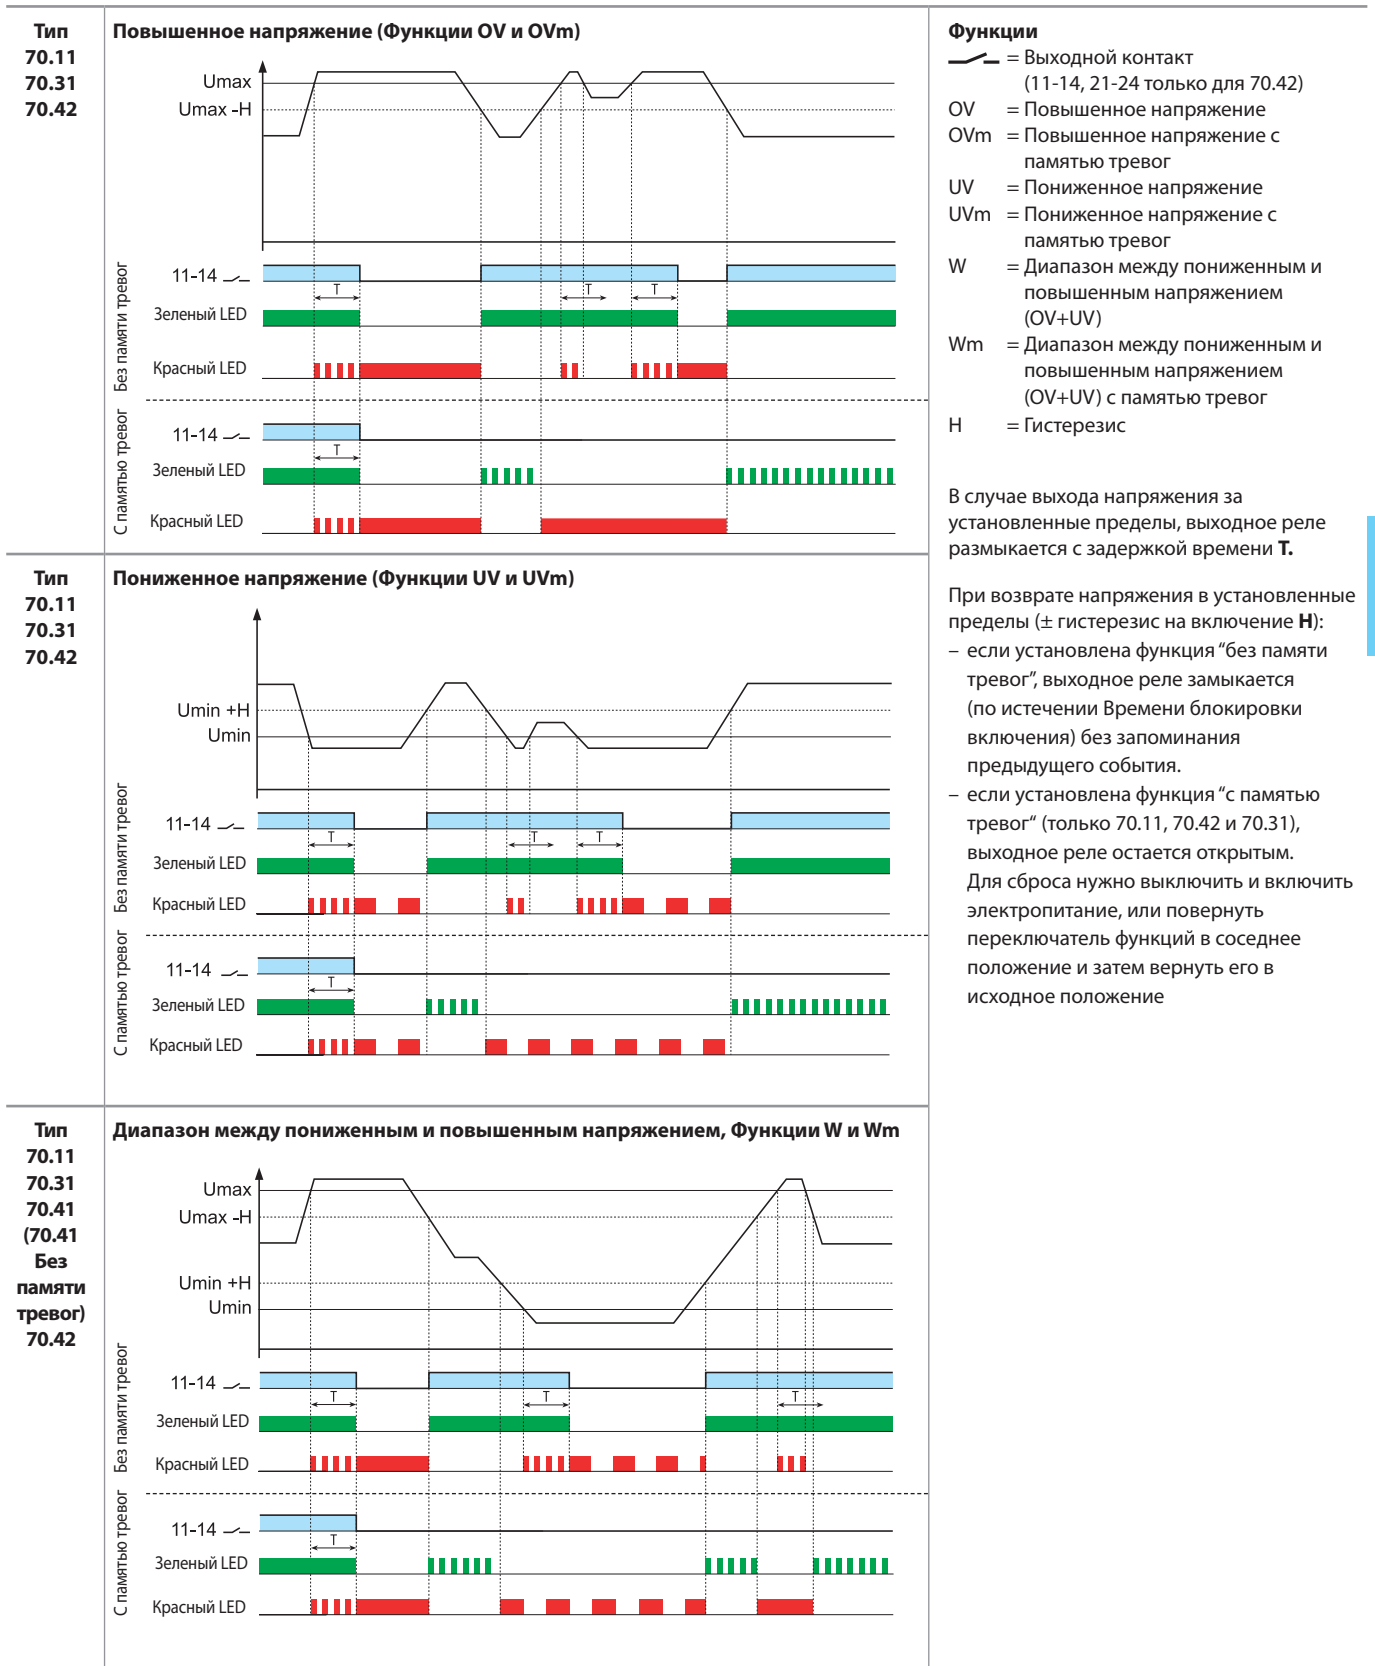 Тип
70.11
70.31
70.42
Повышенное напряжение (Функции OV и OVm)
Umax
Umax -H
Без памяти тревог
11-14
T
T
T
Зеленый LED
Красный LED
С памятью тревог
11-14
T
Зеленый LED
Красный LED
Тип
70.11
70.31
70.42
Пониженное напряжение (Функции UV и UVm)
Umin +H
Umin
Без памяти тревог
11-14
T
T
T
Зеленый LED
Красный LED
С памятью тревог
11-14
T
Зеленый LED
Красный LED
Тип
70.11
70.31
70.41
(70.41
Без
памяти
тревог)
70.42
Диапазон между пониженным и повышенным напряжением, Функции W и Wm
Umax
Umax -H
Umin +H
Umin
Без памяти тревог
11-14
T
T
T
Зеленый LED
Красный LED
С памятью тревог
11-14
T
Зеленый LED
Красный LED
Функции
= Выходной контакт
(11-14, 21-24 только для 70.42)
OV = Повышенное напряжение
OVm = Повышенное напряжение с
памятью тревог
UV = Пониженное напряжение
UVm = Пониженное напряжение с
памятью тревог
W = Диапазон между пониженным и
повышенным напряжением
(OV+UV)
Wm = Диапазон между пониженным и
повышенным напряжением
(OV+UV) с памятью тревог
H = Гистерезис
В случае выхода напряжения за
установленные пределы, выходное реле
размыкается с задержкой времени T.
При возврате напряжения в установленные
пределы (± гистерезис на включение H):
– если установлена функция “без памяти
тревог”, выходное реле замыкается
(по истечении Времени блокировки
включения) без запоминания
предыдущего события.
– если установлена функция “с памятью
тревог“ (только 70.11, 70.42 и 70.31),
выходное реле остается открытым.
Для сброса нужно выключить и включить
электропитание, или повернуть
переключатель функций в соседнее
положение и затем вернуть его в
исходное положение